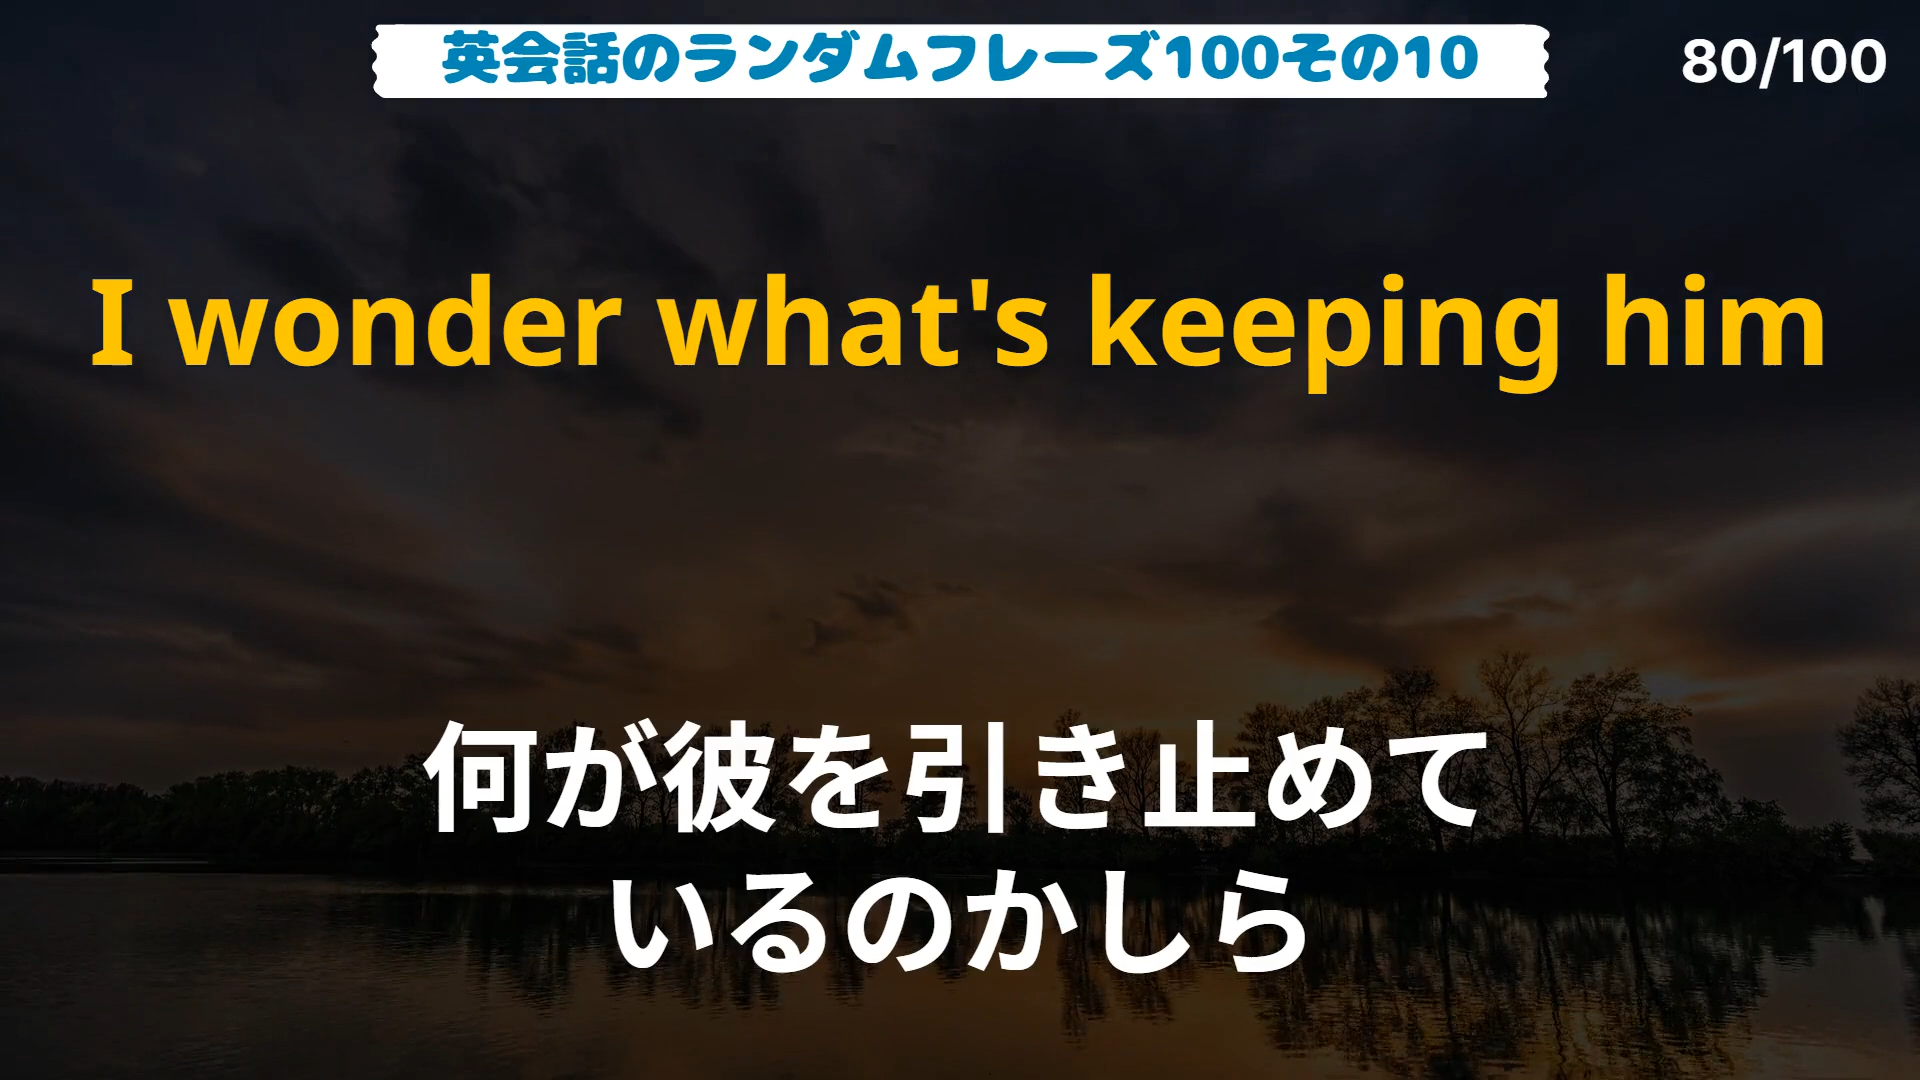 英会話のランダムフレーズ100その10
80/100
I wonder what's keeping him
何が彼を引き止めて
いるのかしら